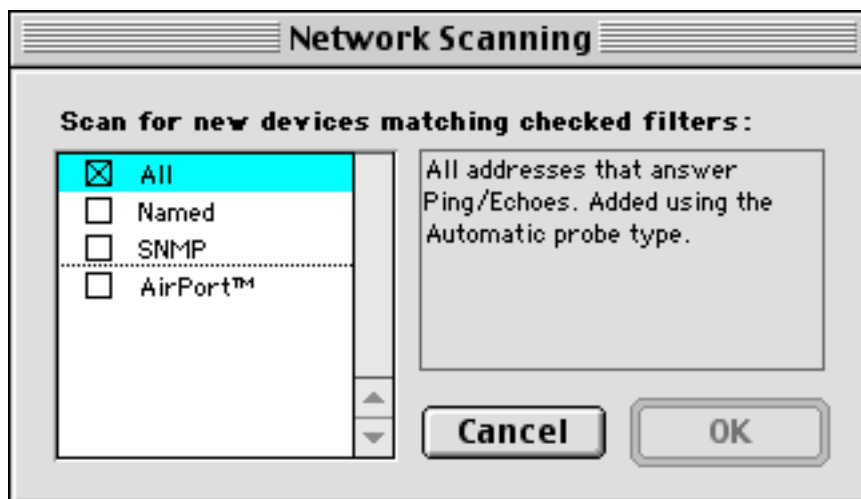 Network Scanning
Scan for new devices matching checked filters:
All
Named
SNMP
AirPort™
All addresses that answer
Ping/Echoes. Added using the
Automatic probe type.
Cancel
OK